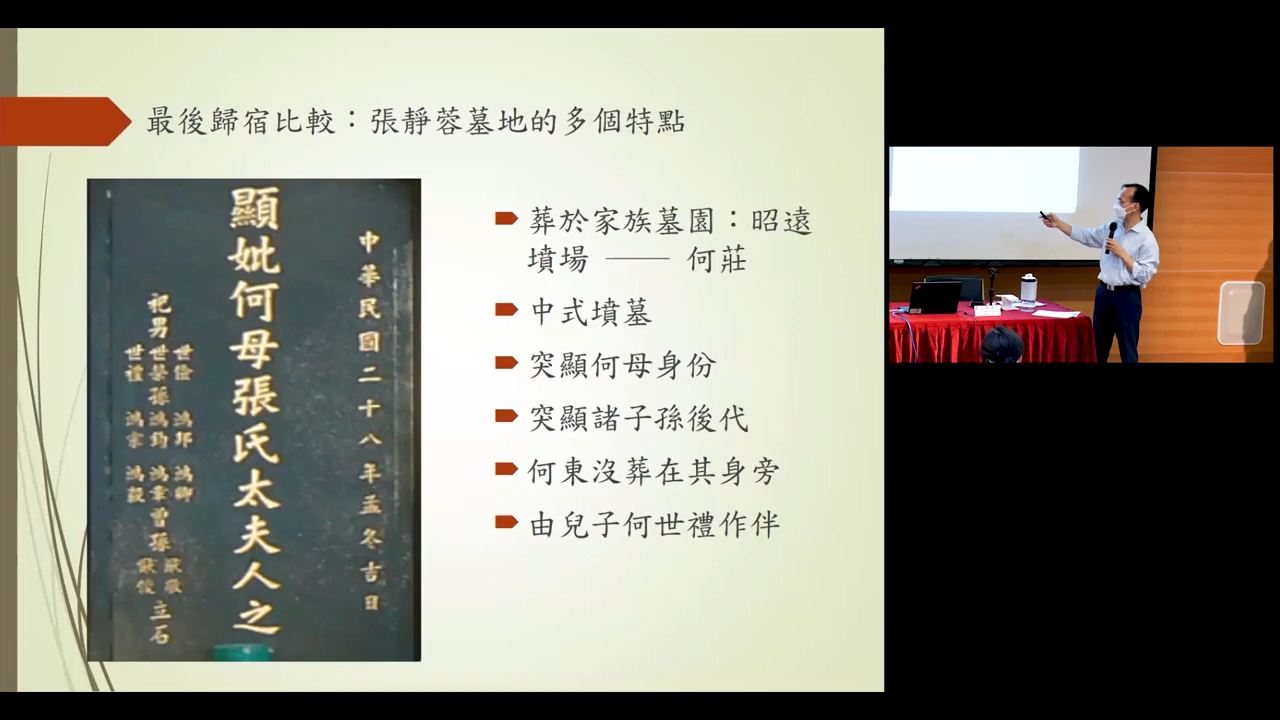 最後歸宿比較：張靜蓉墓地的多個特點
葬於家族墓園：昭遠
墳場 —— 何莊
中式墳墓
突顯何母身份
突顯諸子孫後代
何東沒葬在其身旁
由兒子何世禮作伴
中華民國二十八年孟冬吉日
顯妣何母張氏太夫人之
祀男
世儉
世榮
世禮
孫
鴻邦
鴻鈞
鴻宗
鴻卿
鴻章
鴻毅
曾孫
猷敬
猷儂
立石